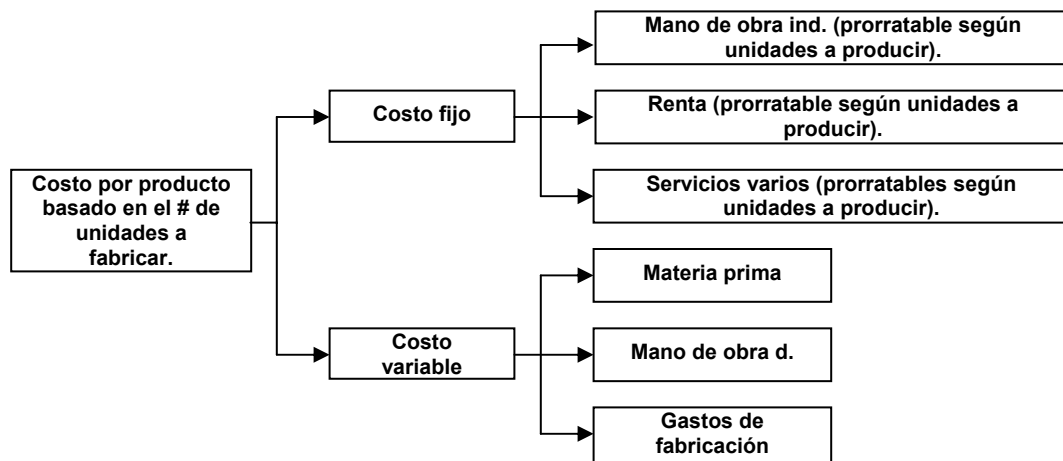 Mano de obra ind. (prorratable según
unidades a producir).
Costo fijo
Renta (prorratable según unidades a
producir).
Costo por producto
basado en el # de
unidades a
fabricar.
Servicios varios (prorratables según
unidades a producir).
Materia prima
Costo
variable
Mano de obra d.
Gastos de
fabricación